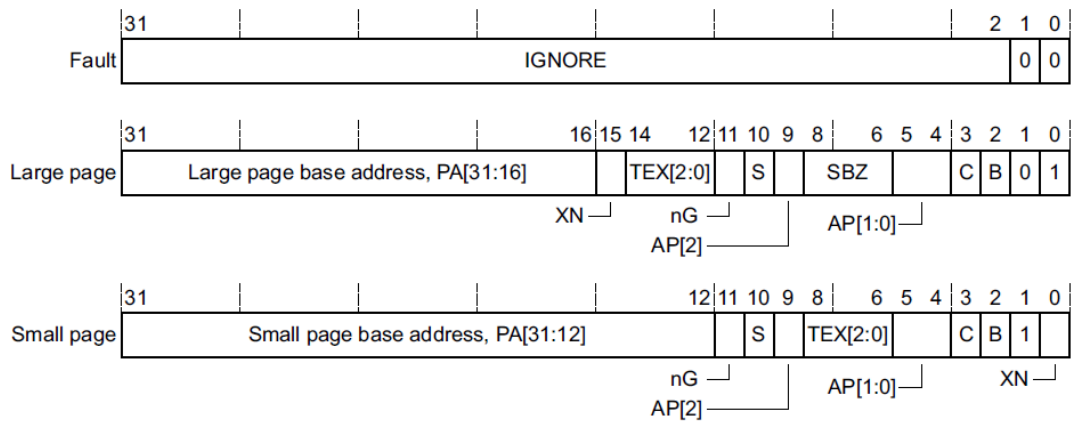 31 2 1 0
Fault IGNORE 0 0
31 16 15 14 12 11 10 9 8 6 5 4 3 2 1 0
Large page Large page base address, PA[31:16] TEX[2:0] S SBZ C B 0 1
XN nG AP[1:0]
AP[2]
31 12 11 10 9 8 6 5 4 3 2 1 0
Small page Small page base address, PA[31:12] S TEX[2:0] C B 1
nG AP[1:0] XN
AP[2]